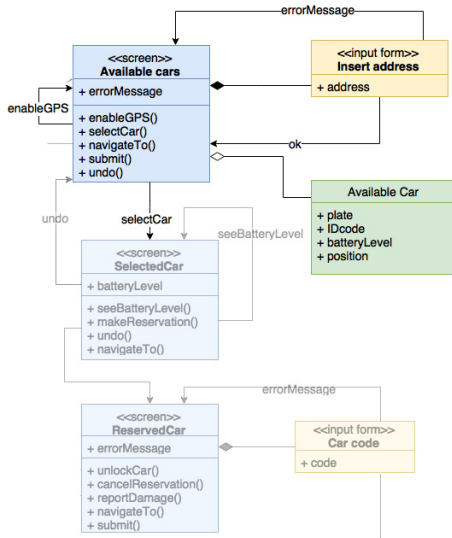 errorMessage
<<screen>>
Available cars
+ errorMessage
+ enableGPS()
+ selectCar()
+ navigateTo()
+ submit()
+ undo()
<<input form>>
Insert address
+ address
enableGPS
ok
Available Car
+ plate
+ IDcode
+ batteryLevel
+ position
undo
selectCar
seeBatteryLevel
<<screen>>
SelectedCar
+ batteryLevel
+ seeBatteryLevel()
+ makeReservation()
+ undo()
+ navigateTo()
errorMessage
<<screen>>
ReservedCar
+ errorMessage
+ unlockCar()
+ cancelReservation()
+ reportDamage()
+ navigateTo()
+ submit()
<<input form>>
Car code
+ code